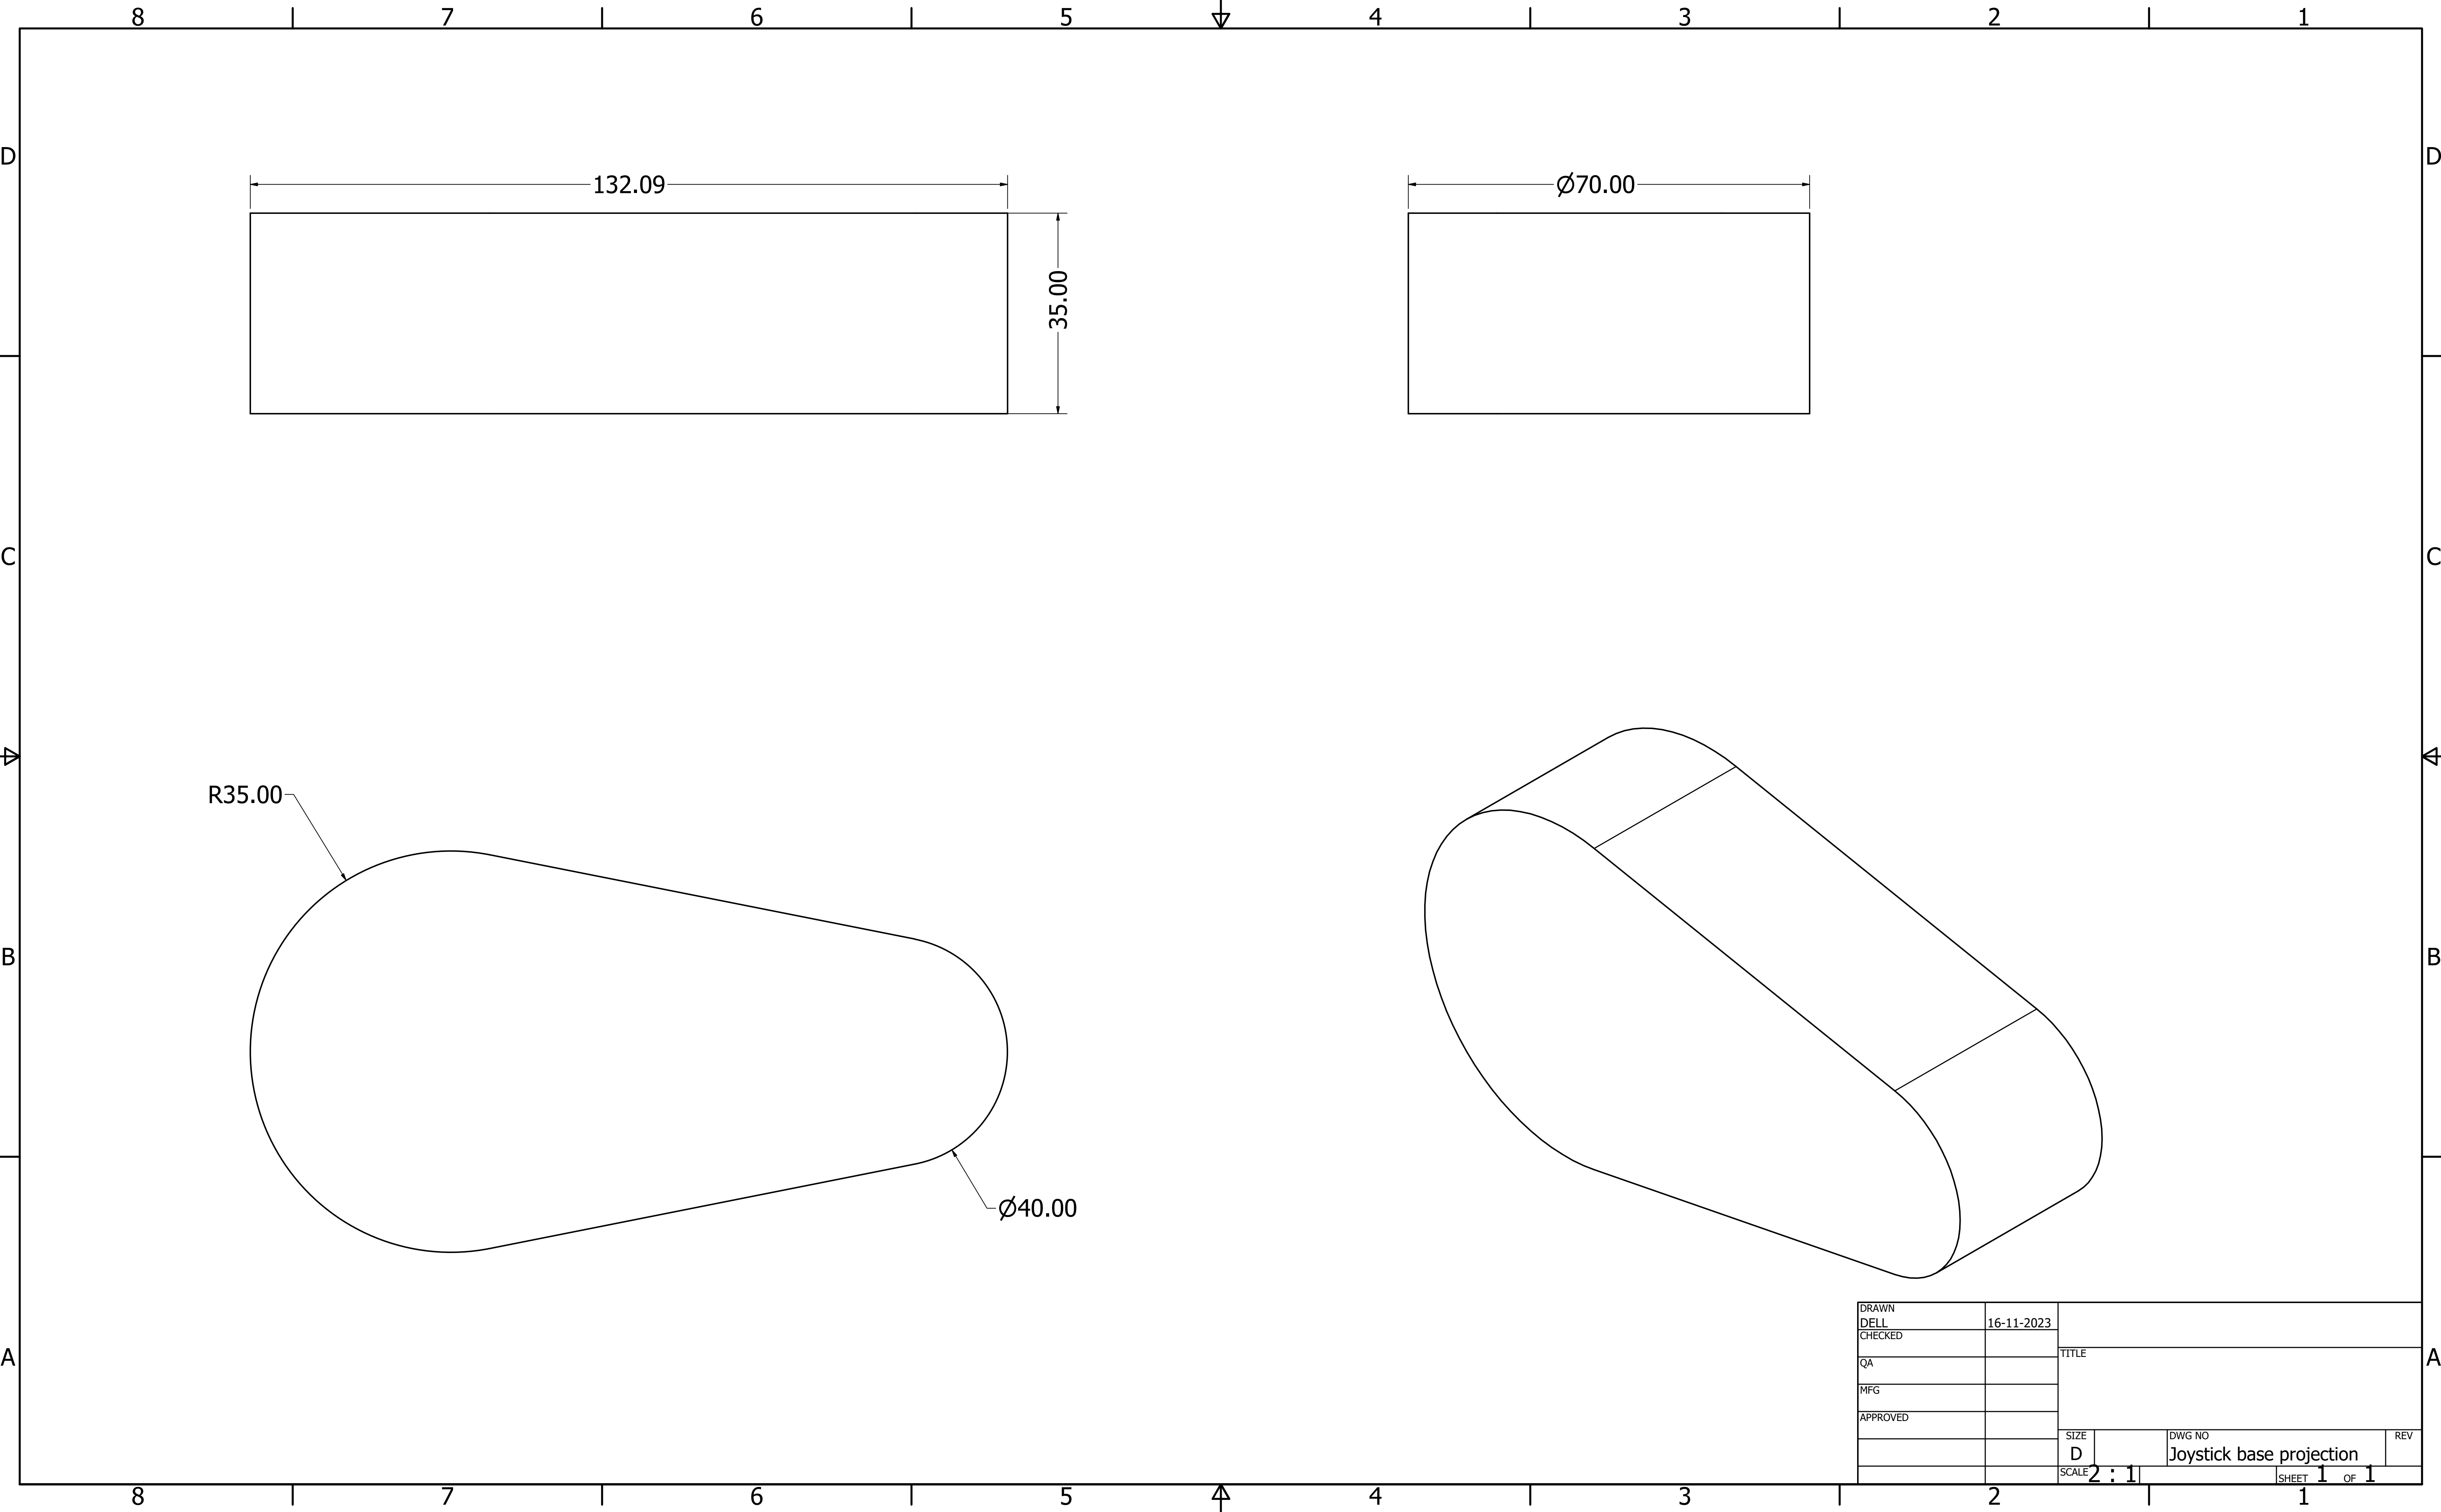 8 7 6 5 4 3 2 1
D D
132.09
Ø70.00
35.00
C C
R35.00
B B
Ø40.00
DRAWN
DELL 16-11-2023
CHECKED
TITLE
QA
A A
MFG
APPROVED
SIZE DWG NO REV
D Joystick base projection
SCALE 2 : 1 SHEET 1 OF 1
8 7 6 5 4 3 2 1